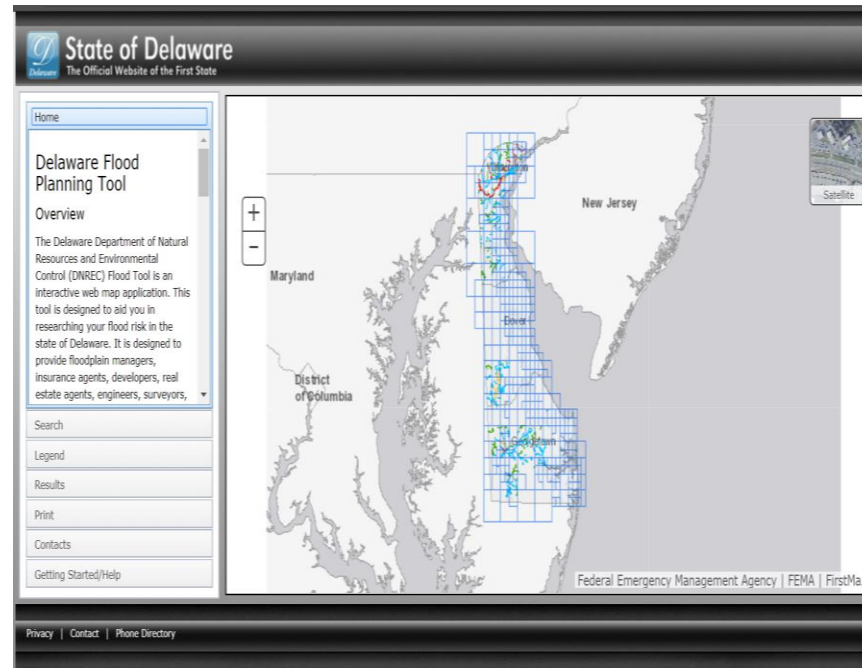 State of Delaware
The Official Website of the First State
Delaware
Home
Delaware Flood
Planning Tool
Overview
The Delaware Department of Natural
Resources and Environmental
Control (DNREC) Flood Tool is an
interactive web map application. This
tool is designed to aid you in
researching your flood risk in the
state of Delaware. It is designed to
provide floodplain managers,
insurance agents, developers, real
estate agents, engineers, surveyors,
Search
Legend
Results
Print
Contacts
Getting Started/Help
+
−
Maryland
District
of Columbia
New Jersey
Dover
Georgetown
Satellite
Federal Emergency Management Agency | FEMA | FirstMa
Privacy | Contact | Phone Directory